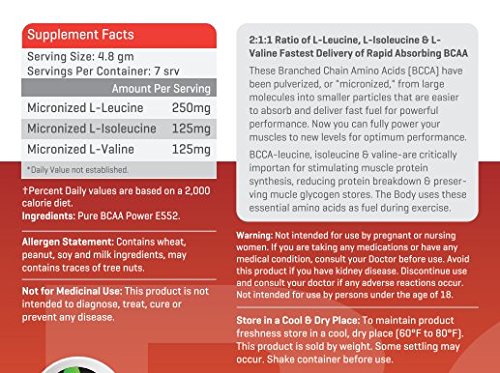 Supplement Facts
Serving Size: 4.8 gm
Servings Per Container: 7 srv
Amount Per Serving
Micronized L-Leucine 250mg
Micronized L-Isoleucine 125mg
Micronized L-Valine 125mg
*Daily Value not established.
†Percent Daily values are based on a 2,000
calorie diet.
Ingredients: Pure BCAA Power E552.
Allergen Statement: Contains wheat,
peanut, soy and milk ingredients, may
contains traces of tree nuts.
Not for Medicinal Use: This product is not
intended to diagnose, treat, cure or
prevent any disease.
2:1:1 Ratio of L-Leucine, L-Isoleucine & L-
Valine Fastest Delivery of Rapid Absorbing BCAA
These Branched Chain Amino Acids [BCCA] have
been pulverized, or "micronized," from large
molecules into smaller particles that are easier
to absorb and deliver fast fuel for powerful
performance. Now you can fully power your
muscles to new levels for optimum performance.
BCCA-leucine, isoleucine & valine-are critically
importan for stimulating muscle protein
synthesis, reducing protein breakdown & preser-
ving mucle glycogen stores. The Body uses these
essential amino acids as fuel during exercise.
Warning: Not intended for use by pregnant or nursing
women. If you are taking any medications or have any
medical condition, consult your Doctor before use. Avoid
this product if you have kidney disease. Discontinue use
and consult your doctor if any adverse reactions occur.
Not intended for use by persons under the age of 18.
Store in a Cool & Dry Place: To maintain product
freshness store in a cool, dry place [60°F to 80°F].
This product is sold by weight. Some settling may
occur. Shake container before use.